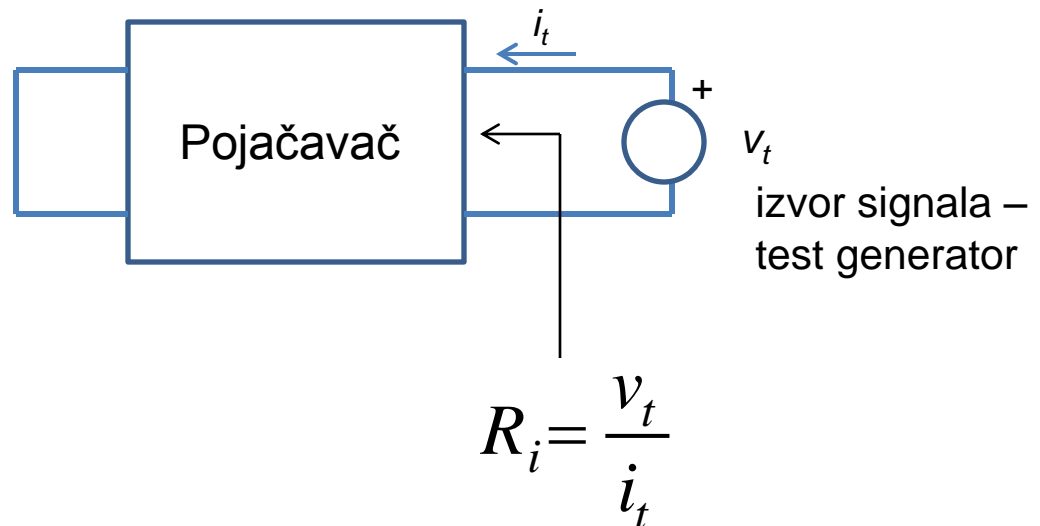 i_t
+
Pojačavač
v_t
izvor signala –
test generator
R_i = v_t / i_t